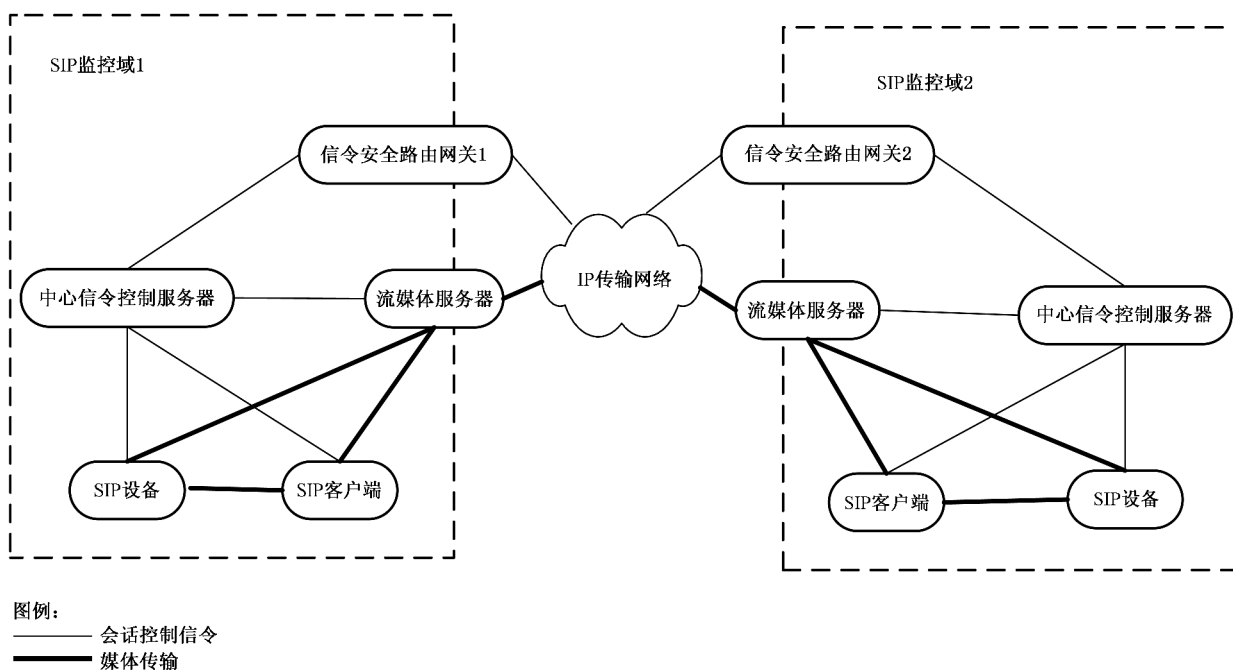 SIP监控域1
SIP监控域2
信令安全路由网关1
信令安全路由网关2
中心信令控制服务器
流媒体服务器
IP传输网络
流媒体服务器
中心信令控制服务器
SIP设备
SIP客户端
SIP客户端
SIP设备
图例：
会话控制信令
媒体传输